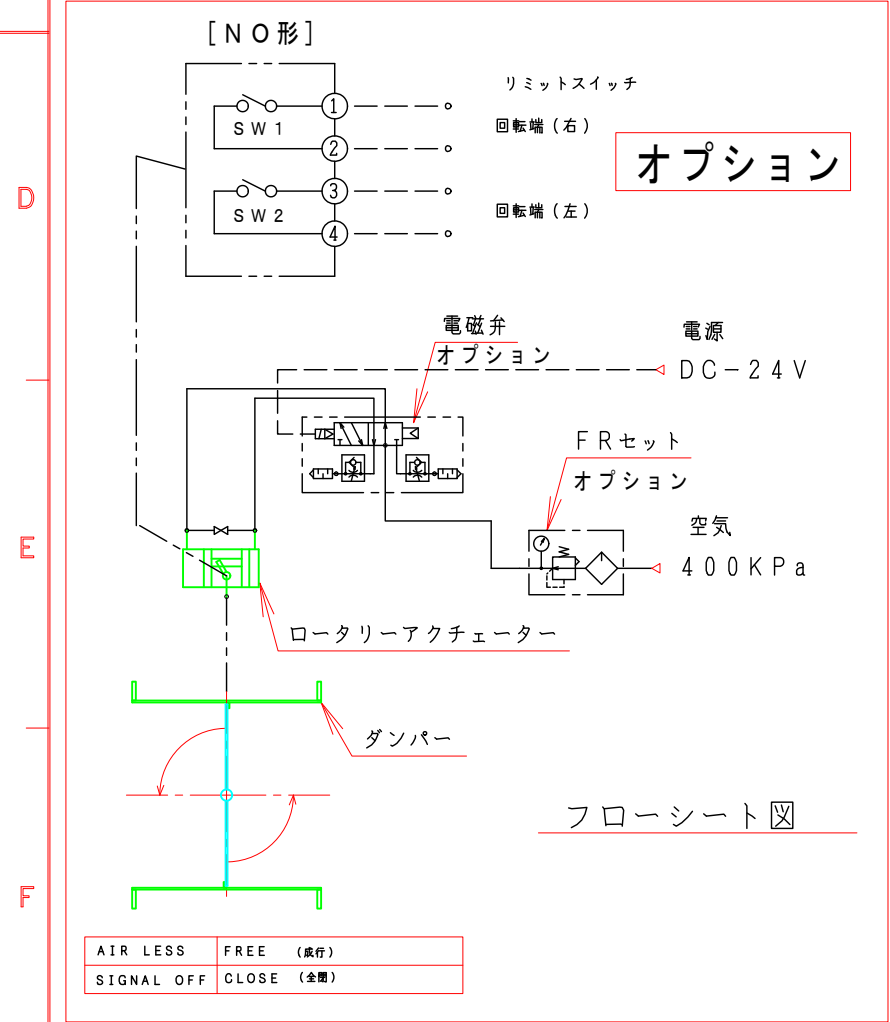 [NO形]
リミットスイッチ
①
SW1
回転端(右)
②
オプション
D
③
SW2
回転端(左)
④
電磁弁
オプション
電源
DC-24V
FRセット
オプション
空気
400KPa
E
ロータリーアクチェーター
ダンパー
フローシート図
F
AIR LESS FREE (成行)
SIGNAL OFF CLOSE (全閉)